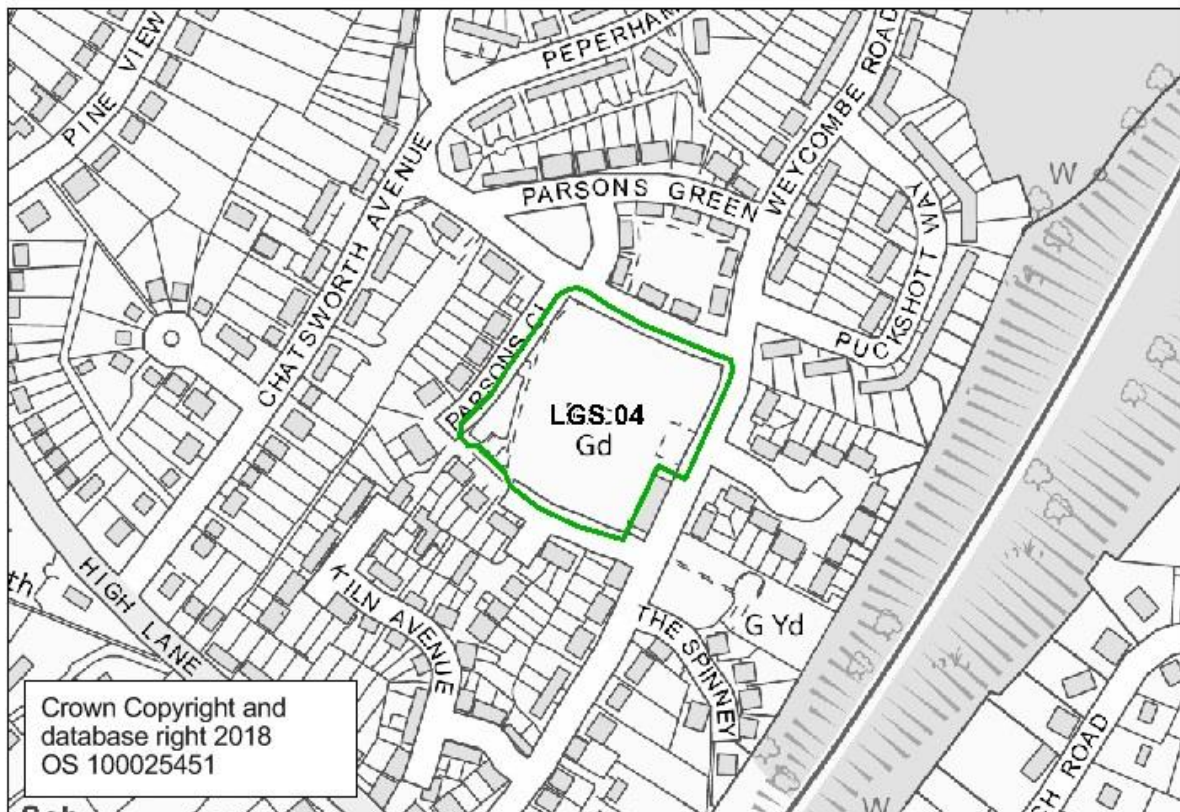 PINE VIEW
PEPERHAM
WEYCOMBE ROAD
CHATSWORTH AVENUE
PARSONS GREEN
W
PUCKSHOTT WAY
PARSONS CL
LGS 04
Gd
HIGH LANE
KILN AVENUE
THE SPINNEY
G Yd
ROAD
W
Crown Copyright and
database right 2018
OS 100025451